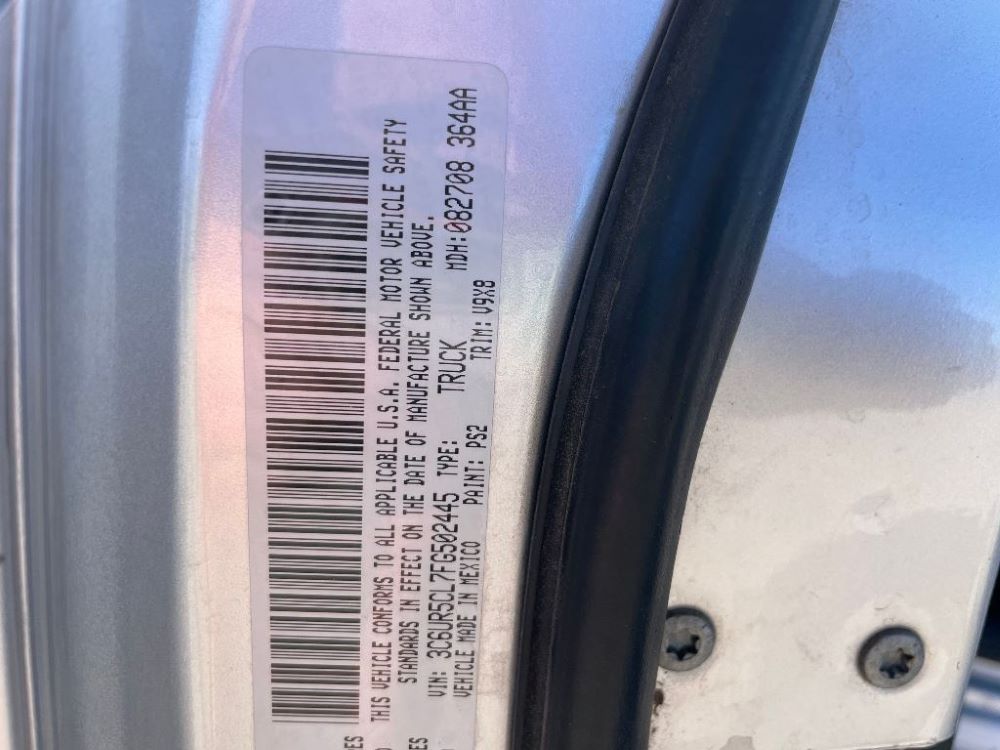 THIS VEHICLE CONFORMS TO ALL APPLICABLE U.S.A. FEDERAL MOTOR VEHICLE SAFETY
STANDARDS IN EFFECT ON THE DATE OF MANUFACTURE SHOWN ABOVE.
VIN: 3C6UR5CL7FG502445 TYPE: TRUCK MDH:082708 364AA
VEHICLE MADE IN MEXICO PAINT: PS2 TRIM: V9X8